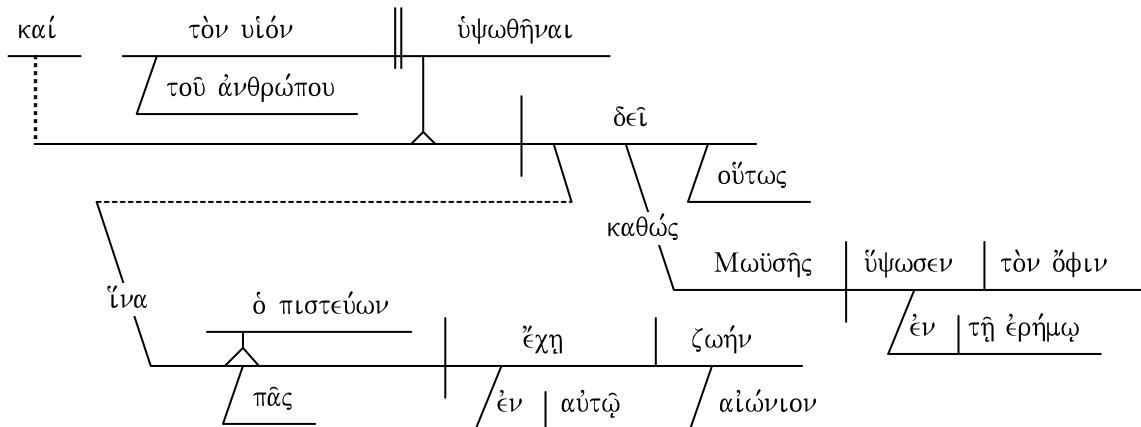 καί τὸν υἱόν ὑψωθῆναι
τοῦ ἀνθρώπου
δεῖ
οὕτως
καθώς
Μωϋσῆς ὕψωσεν τὸν ὄφιν
ἵνα ὁ πιστεύων
ἐν τῇ ἐρήμῳ
ἔχῃ ζωήν
πᾶς ἐν αὐτῷ αἰώνιον